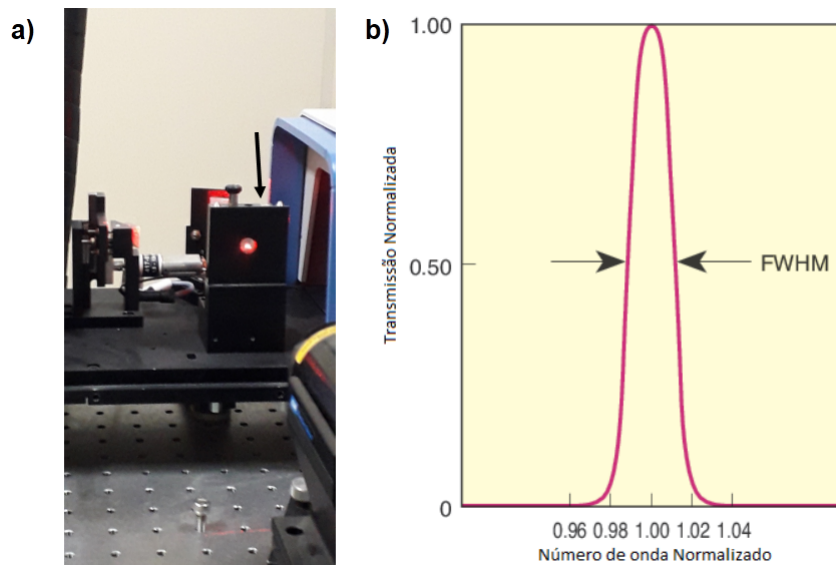 a)
b)
1.00
0.50
0
Transmissão Normalizada
FWHM
0.96 0.98 1.00 1.02 1.04
Número de onda Normalizado